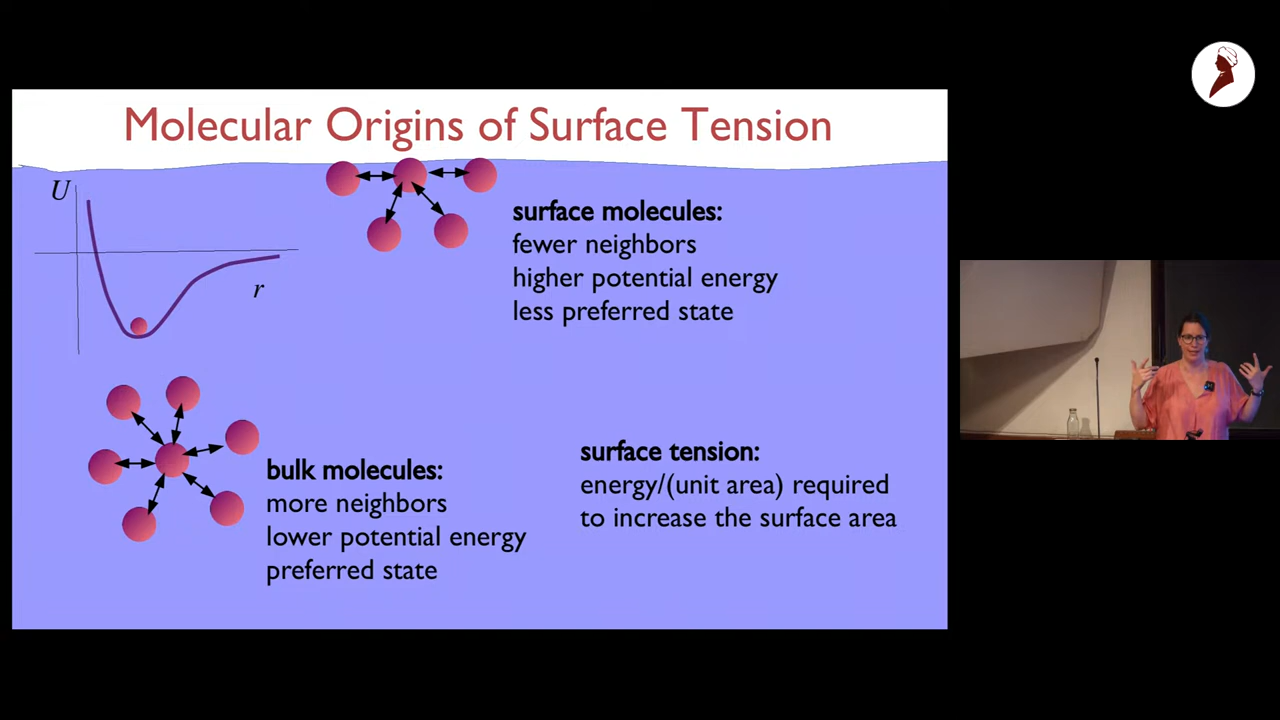 Molecular Origins of Surface Tension
U
r
surface molecules:
fewer neighbors
higher potential energy
less preferred state
bulk molecules:
more neighbors
lower potential energy
preferred state
surface tension:
energy/(unit area) required
to increase the surface area